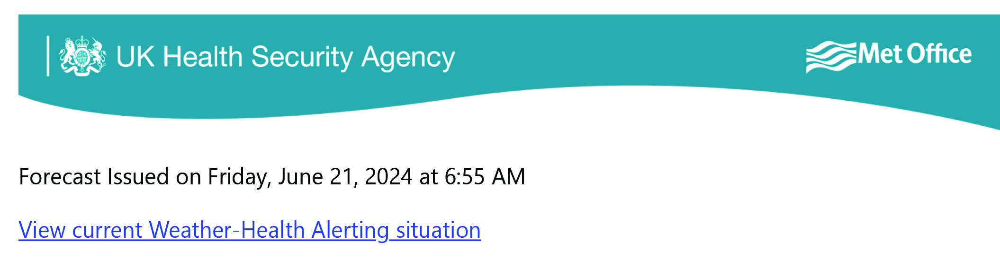 UK Health Security Agency
Met Office
Forecast Issued on Friday, June 21, 2024 at 6:55 AM
View current Weather-Health Alerting situation